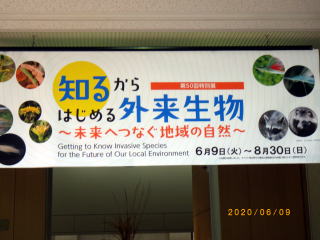 第50回特別展
知るから
はじめる外来生物
～未来へつなぐ地域の自然～
Getting to Know Invasive Species
for the Future of Our Local Environment
6月9日(火)～8月30日(日)
2020/06/09